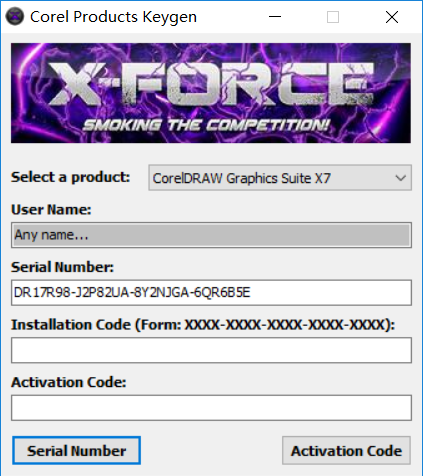 Corel Products Keygen
X-FORCE
SMOKING THE COMPETITION!
Select a product: CorelDRAW Graphics Suite X7
User Name:
Any name...
Serial Number:
DR17R98-J2P82UA-8Y2NJGA-6QR6B5E
Installation Code (Form: XXXX-XXXX-XXXX-XXXX-XXXX):
Activation Code:
Serial Number Activation Code